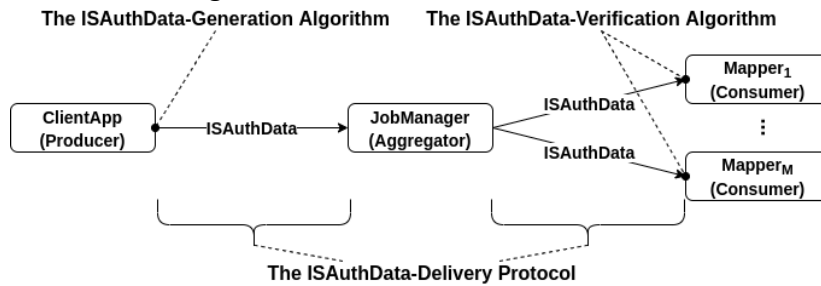 The ISAuthData-Generation Algorithm
The ISAuthData-Verification Algorithm
ClientApp
(Producer)
ISAuthData
JobManager
(Aggregator)
ISAuthData
ISAuthData
Mapper1
(Consumer)
...
MapperM
(Consumer)
The ISAuthData-Delivery Protocol